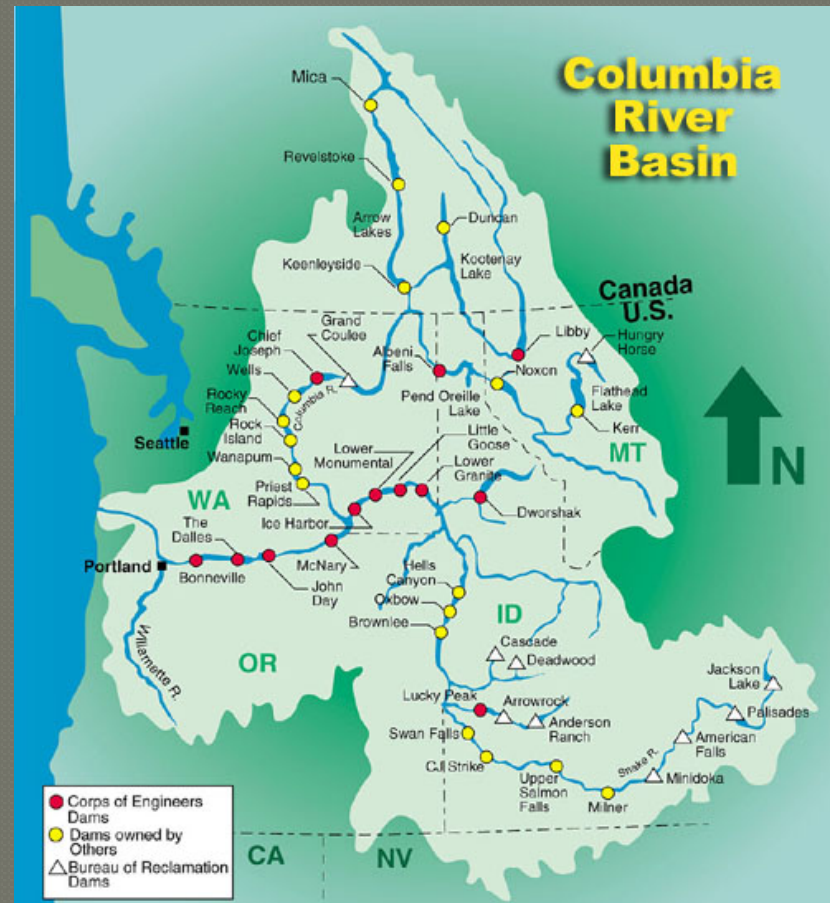 Columbia
River
Basin
Mica
Revelstoke
Arrow
Lakes
Duncan
Kootenay
Lake
Keenleyside
Canada
U.S.
Grand
Coulee
Chief
Joseph
Albeni
Falls
Libby
Hungry
Horse
Wells
Noxon
Columbia R.
Pend Oreille
Lake
Flathead
Lake
Rocky
Reach
Rock
Island
Kerr
Seattle
Little
Goose
Lower
Monumental
Lower
Granite
Wanapum
MT
N
WA
Priest
Rapids
Ice Harbor
Dworshak
The
Dalles
Portland
Bonneville
McNary
John
Day
Hells
Canyon
Oxbow
Brownlee
ID
Willamette R.
OR
Cascade
Deadwood
Jackson
Lake
Lucky Peak
Arrowrock
Anderson
Ranch
Palisades
Swan Falls
American
Falls
CJ Strike
Snake R.
Upper
Salmon
Falls
Milner
Minidoka
Corps of Engineers
Dams
Dams owned by
Others
Bureau of Reclamation
Dams
CA
NV